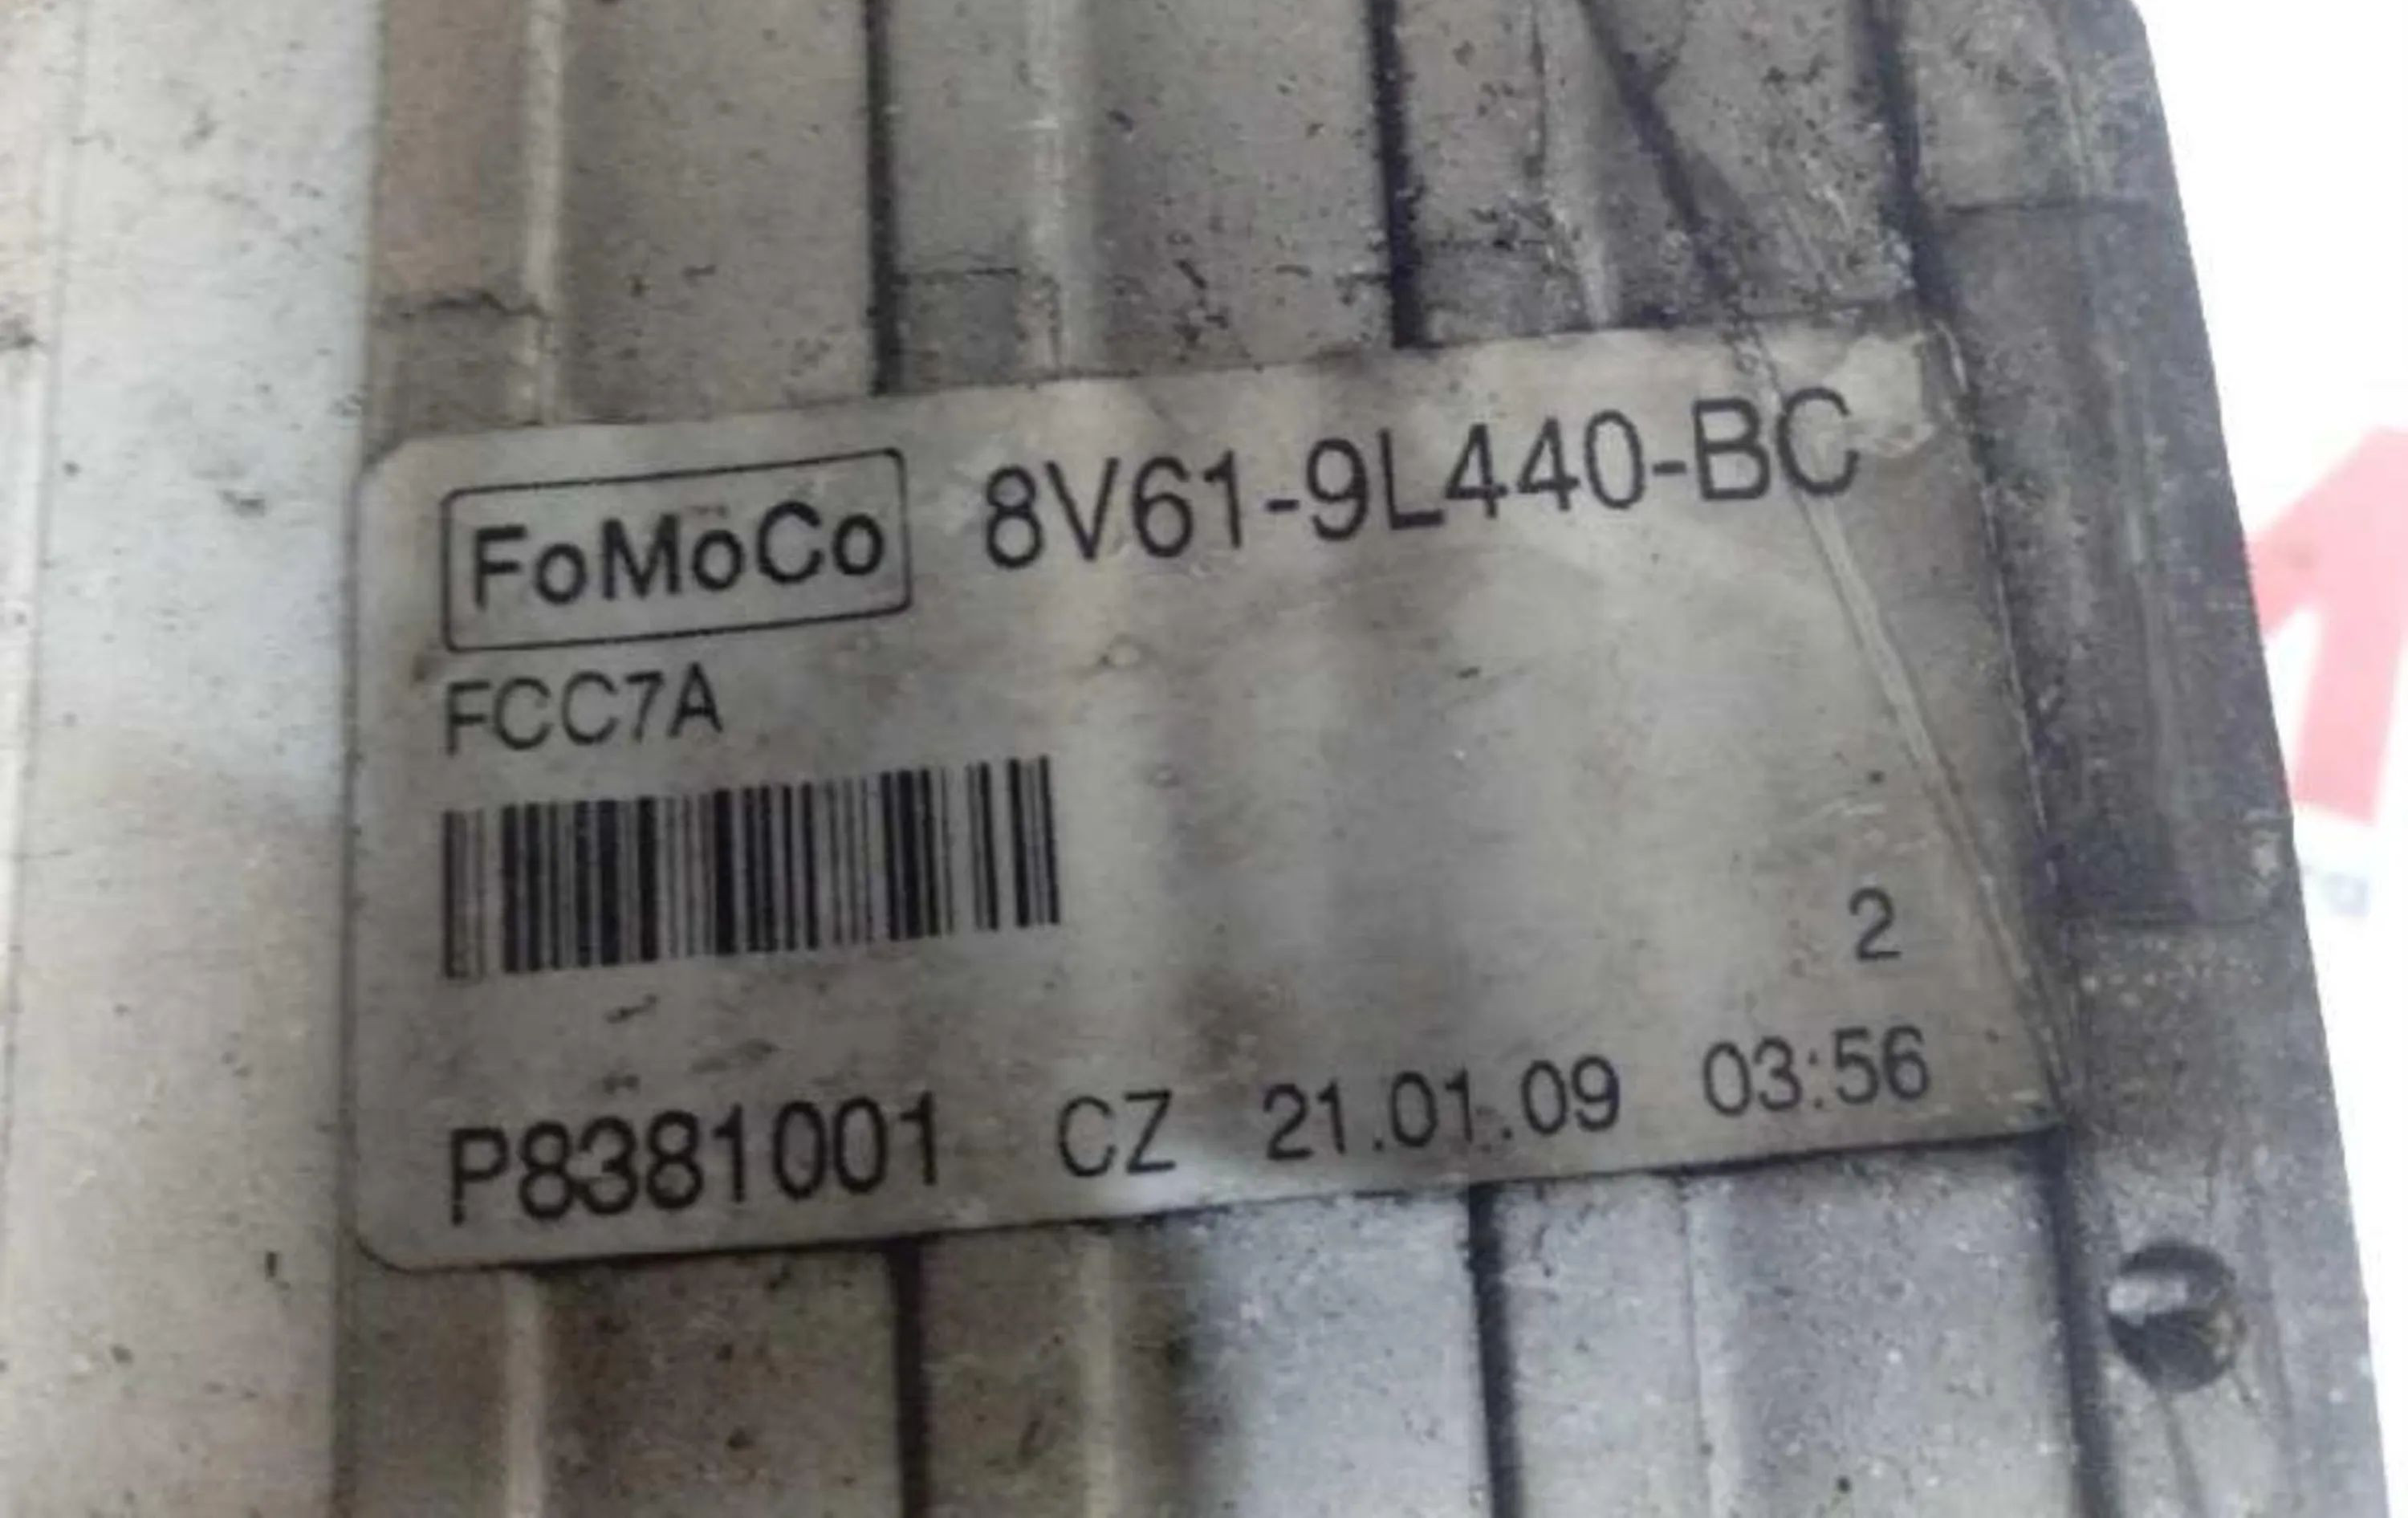 FoMoCo 8V61-9L440-BC
FCC7A
2
P8381001 CZ 21.01.09 03:56